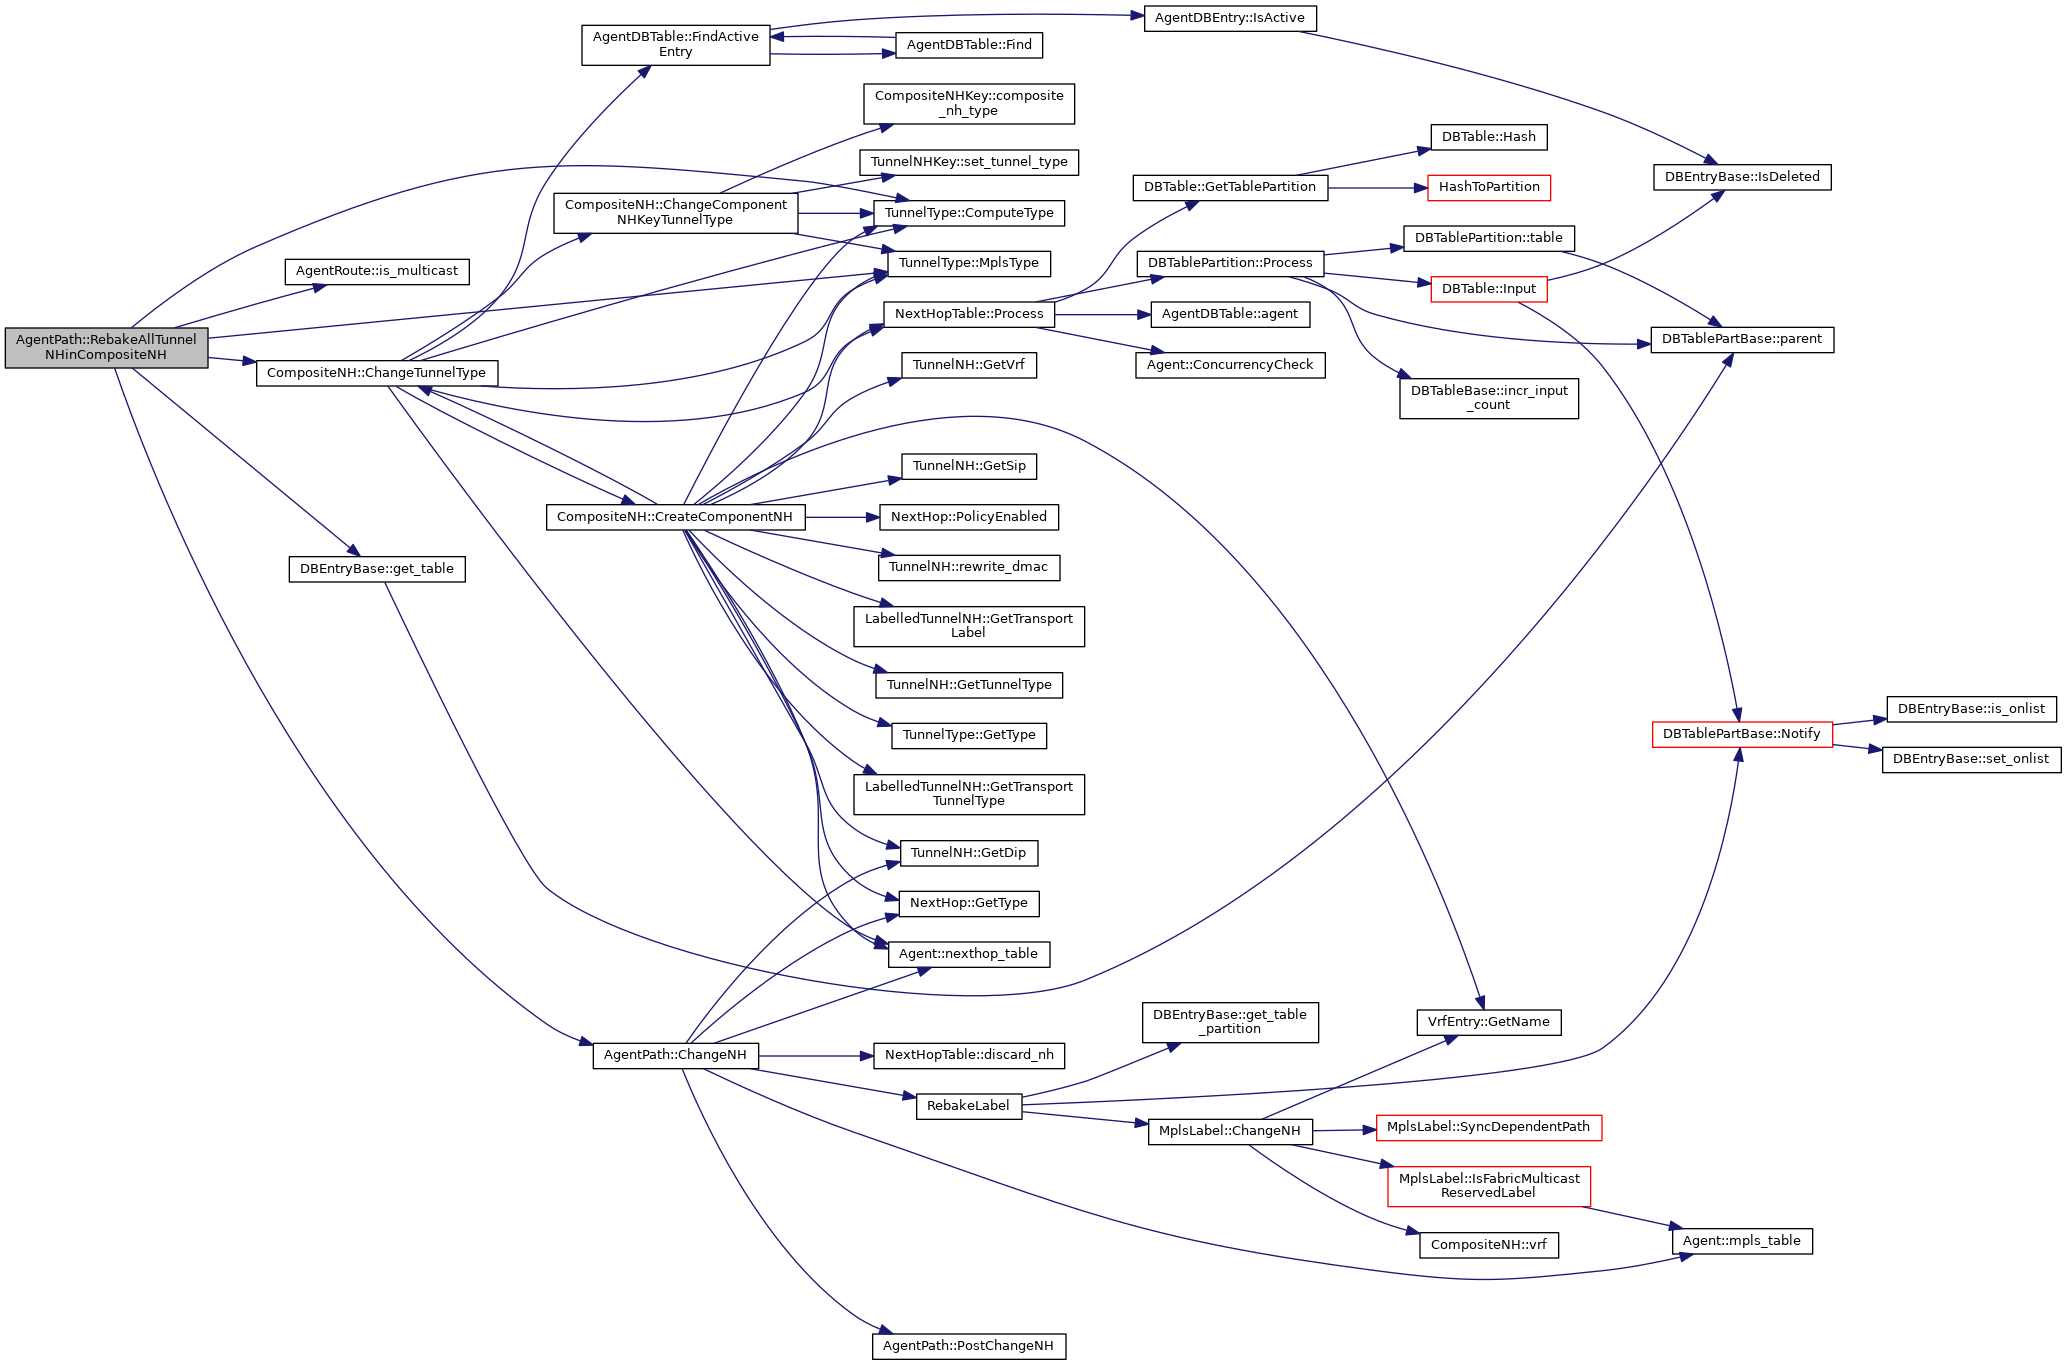 AgentPath::RebakeAllTunnel
NHinCompositeNH
AgentRoute::is_multicast
CompositeNH::ChangeTunnelType
DBEntryBase::get_table
AgentDBTable::FindActive
Entry
CompositeNH::ChangeComponent
NHKeyTunnelType
CompositeNH::CreateComponentNH
AgentPath::ChangeNH
AgentDBTable::Find
CompositeNHKey::composite
_nh_type
TunnelNHKey::set_tunnel_type
TunnelType::ComputeType
TunnelType::MplsType
NextHopTable::Process
TunnelNH::GetVrf
TunnelNH::GetSip
NextHop::PolicyEnabled
TunnelNH::rewrite_dmac
LabelledTunnelNH::GetTransport
Label
TunnelNH::GetTunnelType
TunnelType::GetType
LabelledTunnelNH::GetTransport
TunnelType
TunnelNH::GetDip
NextHop::GetType
Agent::nexthop_table
NextHopTable::discard_nh
RebakeLabel
AgentPath::PostChangeNH
AgentDBEntry::IsActive
DBTable::GetTablePartition
DBTablePartition::Process
AgentDBTable::agent
Agent::ConcurrencyCheck
DBEntryBase::get_table
_partition
MplsLabel::ChangeNH
DBTable::Hash
HashToPartition
DBTablePartition::table
DBTable::Input
DBTableBase::incr_input
_count
VrfEntry::GetName
MplsLabel::SyncDependentPath
MplsLabel::IsFabricMulticast
ReservedLabel
CompositeNH::vrf
DBEntryBase::IsDeleted
DBTablePartBase::parent
DBTablePartBase::Notify
Agent::mpls_table
DBEntryBase::is_onlist
DBEntryBase::set_onlist